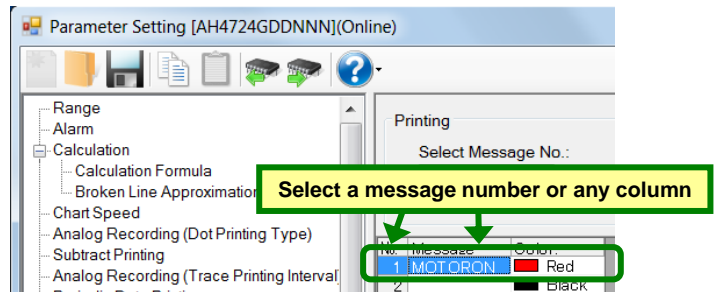 Parameter Setting [AH4724GDDNNN](Online)
Range
Alarm
Calculation
Calculation Formula
Broken Line Approximation
Chart Speed
Analog Recording (Dot Printing Type)
Subtract Printing
Analog Recording (Trace Printing Interval
Printing
Select Message No.:
Select a message number or any column
No. Message Color:
1 MOTORON Red
2 Black